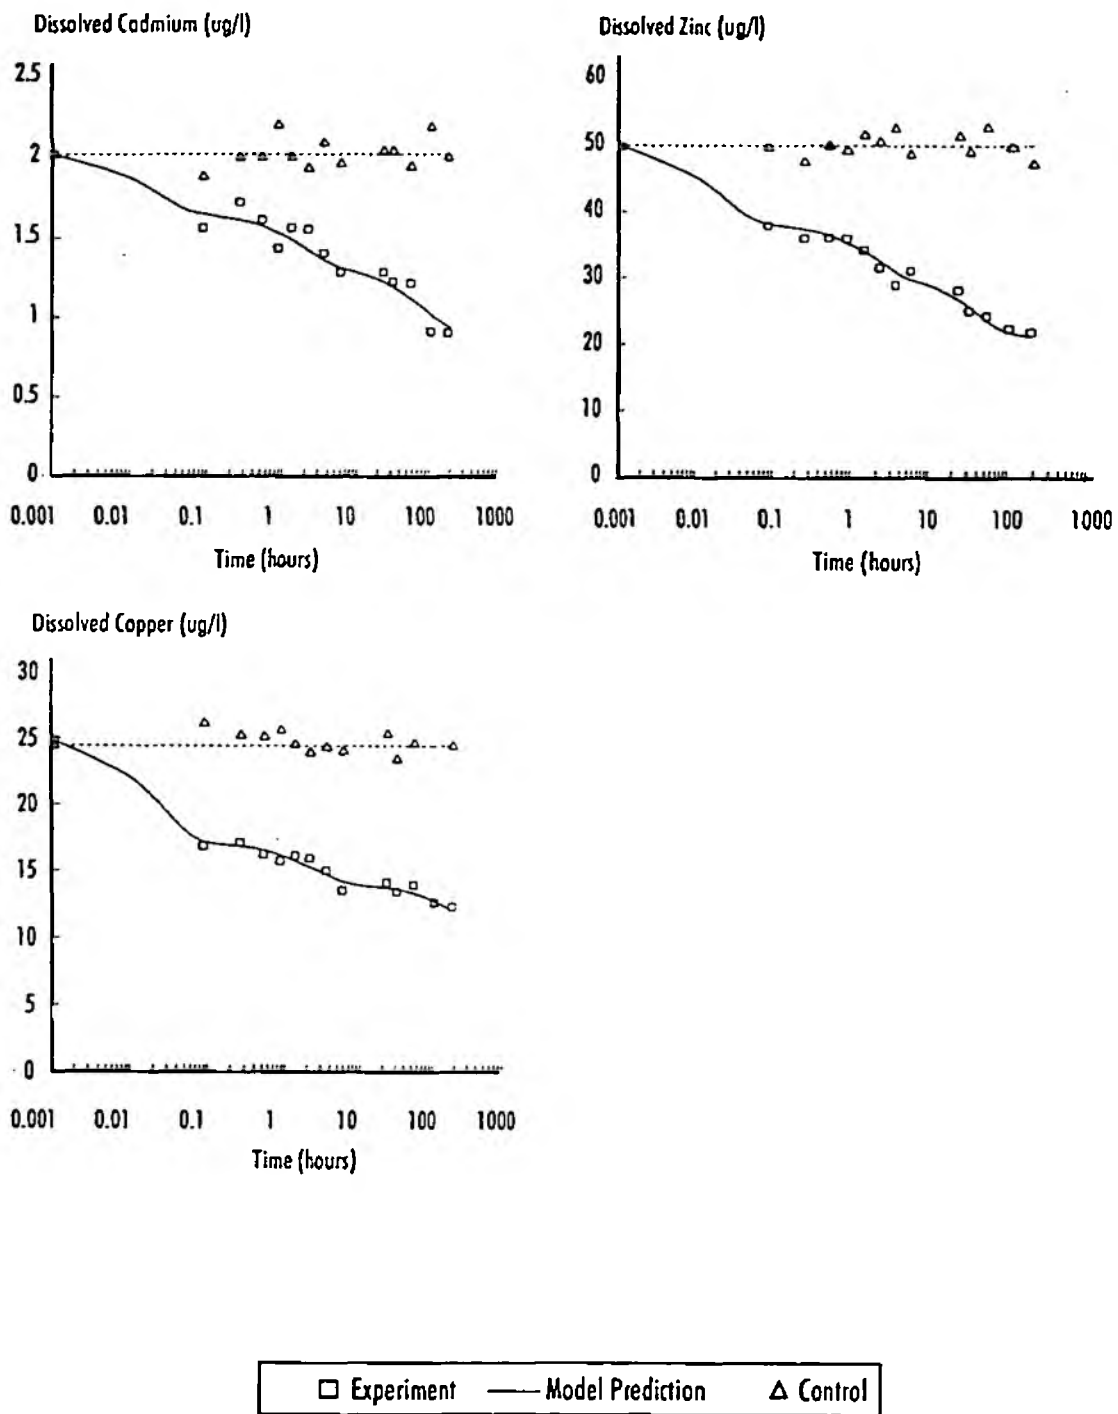 Dissolved Cadmium (ug/l)
2.5
2
1.5
1
0.5
0
0.001 0.01 0.1 1 10 100 1000
Time (hours)
Dissolved Zinc (ug/l)
60
50
40
30
20
10
0
0.001 0.01 0.1 1 10 100 1000
Time (hours)
Dissolved Copper (ug/l)
30
25
20
15
10
5
0
0.001 0.01 0.1 1 10 100 1000
Time (hours)
Experiment Model Prediction Control